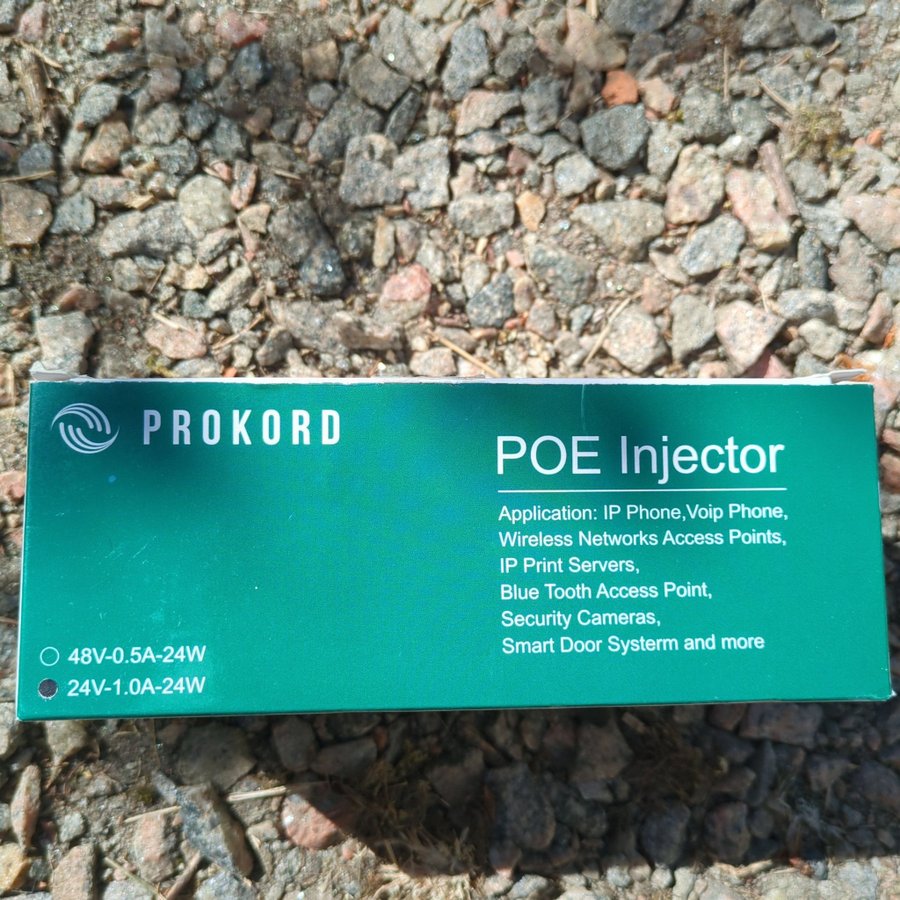 PROKORD
POE Injector
Application: IP Phone,Voip Phone,
Wireless Networks Access Points,
IP Print Servers,
Blue Tooth Access Point,
Security Cameras,
Smart Door Systerm and more
48V-0.5A-24W
24V-1.0A-24W